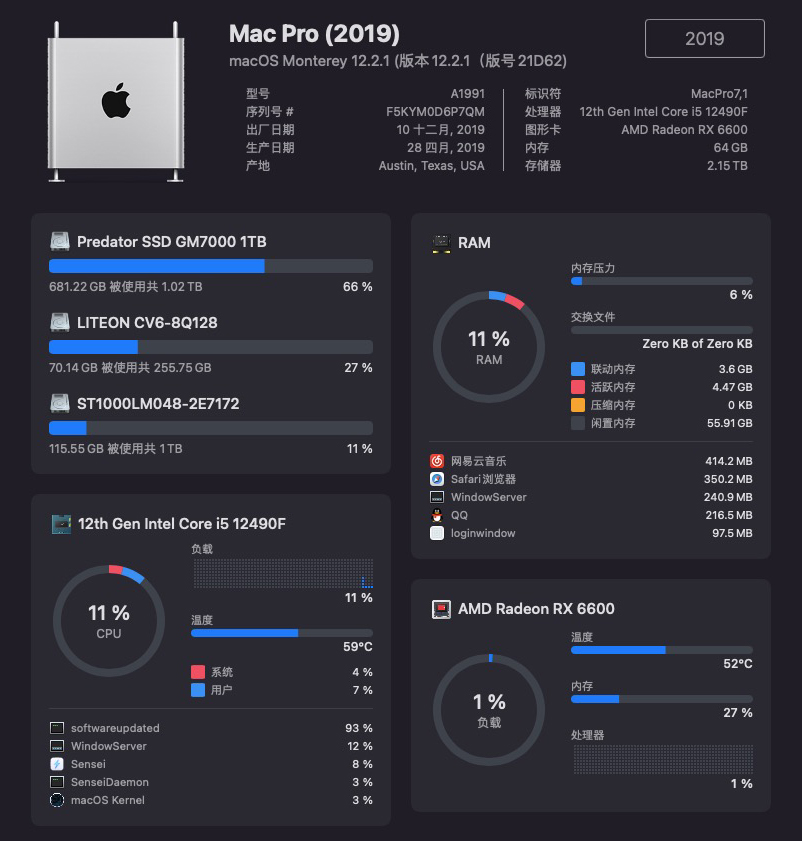 Mac Pro (2019)
2019
macOS Monterey 12.2.1 (版本 12.2.1（版号 21D62)
型号 A1991
序列号 # F5KYM0D6P7QM
出厂日期 10 十二月, 2019
生产日期 28 四月, 2019
产地 Austin, Texas, USA
标识符 MacPro7,1
处理器 12th Gen Intel Core i5 12490F
图形卡 AMD Radeon RX 6600
内存 64 GB
存储器 2.15 TB
Predator SSD GM7000 1TB
681.22 GB 被使用共 1.02 TB 66 %
LITEON CV6-8Q128
70.14 GB 被使用共 255.75 GB 27 %
ST1000LM048-2E7172
115.55 GB 被使用共 1 TB 11 %
12th Gen Intel Core i5 12490F
11 %
CPU
负载
11 %
温度
59°C
系统 4 %
用户 7 %
softwareupdated 93 %
WindowServer 12 %
Sensei 8 %
SenseiDaemon 3 %
macOS Kernel 3 %
RAM
11 %
RAM
内存压力
6 %
交换文件
Zero KB of Zero KB
联动内存 3.6 GB
活跃内存 4.47 GB
压缩内存 0 KB
闲置内存 55.91 GB
网易云音乐 414.2 MB
Safari 浏览器 350.2 MB
WindowServer 240.9 MB
QQ 216.5 MB
loginwindow 97.5 MB
AMD Radeon RX 6600
1 %
负载
温度
52°C
内存
27 %
处理器
1 %